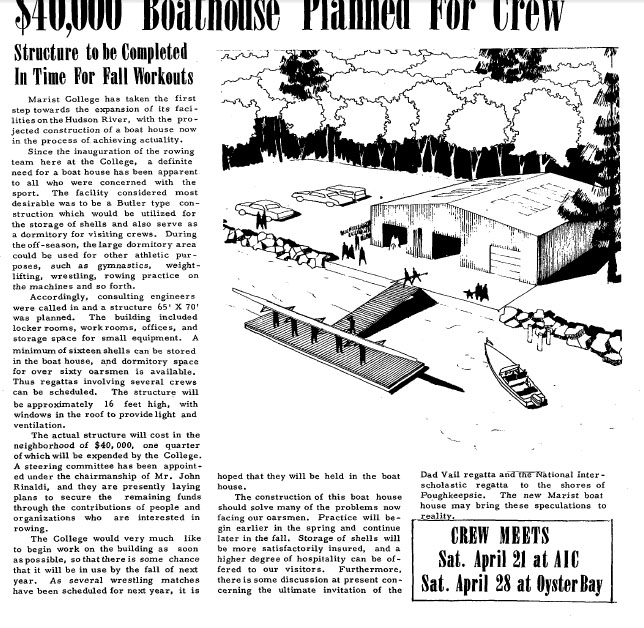 $40,000 Boathouse Planned For Crew
Structure to be Completed
In Time For Fall Workouts
Marist College has taken the first
step towards the expansion of its faci-
lities on the Hudson River, with the pro-
jected construction of a boat house now
in the process of achieving actuality.
Since the inauguration of the rowing
team here at the College, a definite
need for a boat house has been apparent
to all who were concerned with the
sport. The facility considered most
desirable was to be a Butler type con-
struction which would be utilized for
the storage of shells and also serve as
a dormitory for visiting crews. During
the off-season, the large dormitory area
could be used for other athletic pur-
poses, such as gymnastics, weight-
lifting, wrestling, rowing practice on
the machines and so forth.
Accordingly, consulting engineers
were called in and a structure 65' X 70'
was planned. The building included
locker rooms, work rooms, offices, and
storage space for small equipment. A
minimum of sixteen shells can be stored
in the boat house, and dormitory space
for over sixty oarsmen is available.
Thus regattas involving several crews
can be scheduled. The structure will
be approximately 16 feet high, with
windows in the roof to provide light and
ventilation.
The actual structure will cost in the
neighborhood of $40,000, one quarter
of which will be expended by the College.
A steering committee has been appoint-
ed under the chairmanship of Mr. John
Rinaldi, and they are presently laying
plans to secure the remaining funds
through the contributions of people and
organizations who are interested in
rowing.
The College would very much like
to begin work on the building as soon
as possible, so that there is some chance
that it will be in use by the fall of next
year. As several wrestling matches
have been scheduled for next year, it is
hoped that they will be held in the boat
house.
The construction of this boat house
should solve many of the problems now
facing our oarsmen. Practice will be-
gin earlier in the spring and continue
later in the fall. Storage of shells will
be more satisfactorily insured, and a
higher degree of hospitality can be of-
fered to our visitors. Furthermore,
there is some discussion at present con-
cerning the ultimate invitation of the
Dad Vail regatta and the National Inter-
scholastic regatta to the shores of
Poughkeepsie. The new Marist boat
house may bring these speculations to
reality.
CREW MEETS
Sat. April 21 at AIC
Sat. April 28 at Oyster Bay